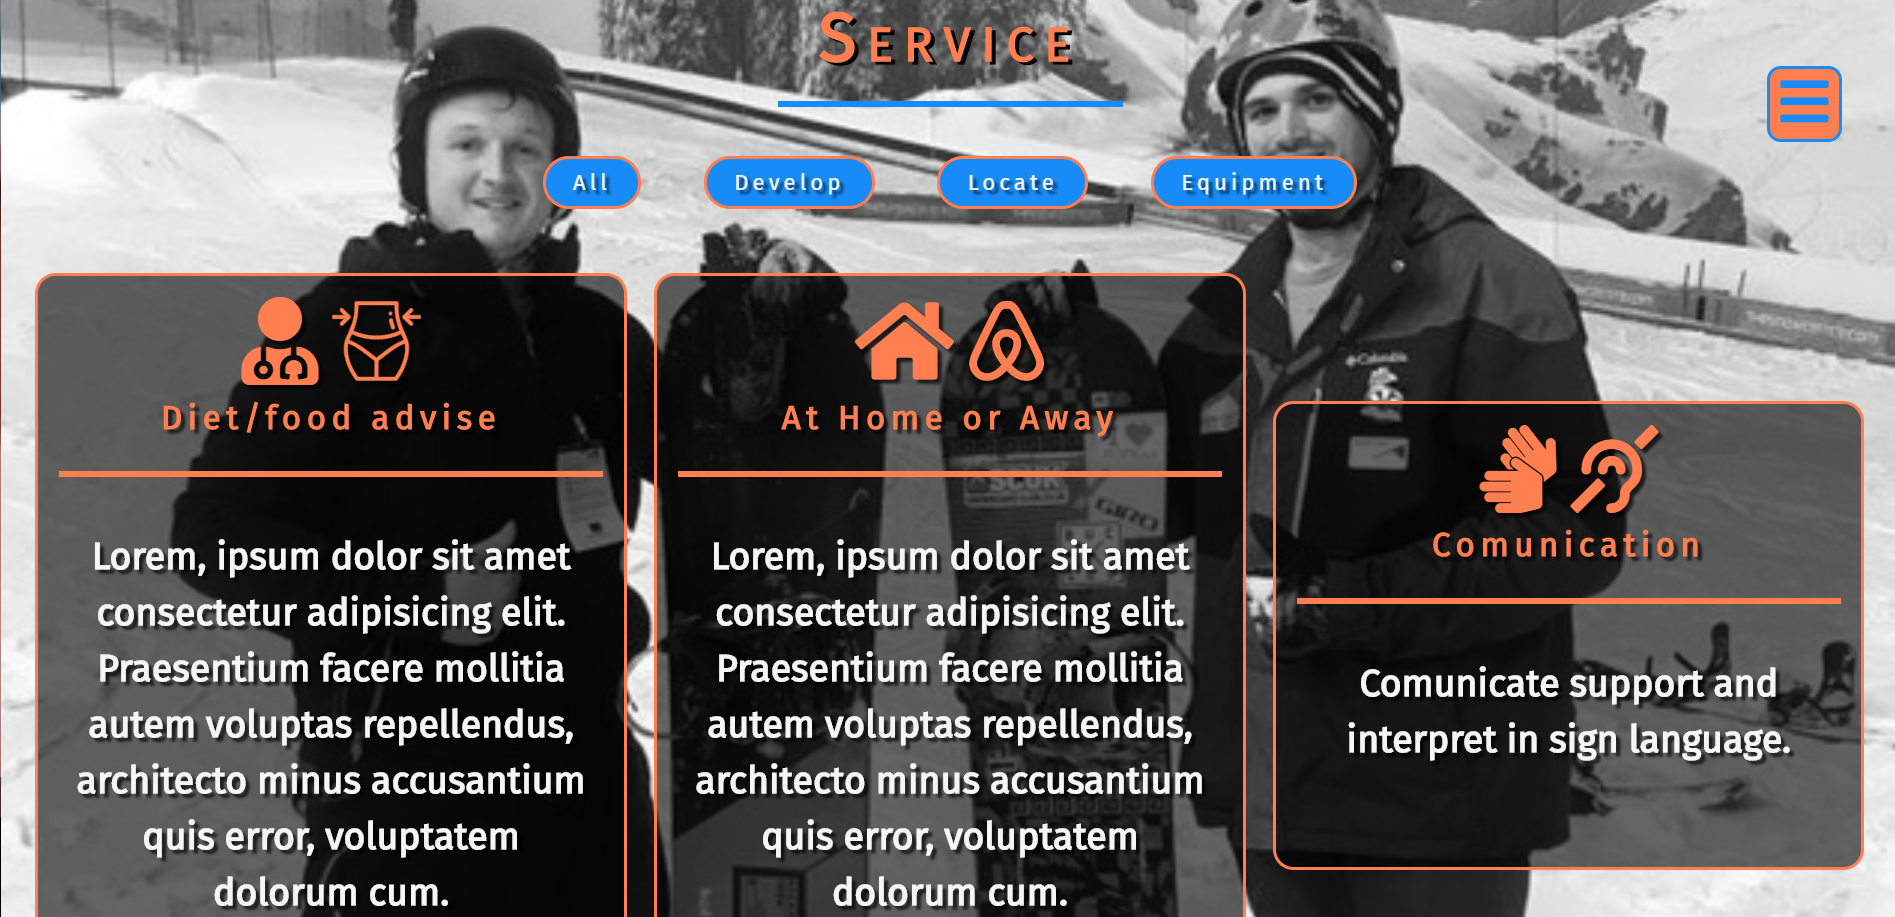 Service
All
Develop
Locate
Equipment
Diet/food advise
Lorem, ipsum dolor sit amet
consectetur adipisicing elit.
Praesentium facere mollitia
autem voluptas repellendus,
architecto minus accusantium
quis error, voluptatem
dolorum cum.
At Home or Away
Lorem, ipsum dolor sit amet
consectetur adipisicing elit.
Praesentium facere mollitia
autem voluptas repellendus,
architecto minus accusantium
quis error, voluptatem
dolorum cum.
Columbia
GIRO
Comunication
Comunicate support and
interpret in sign language.